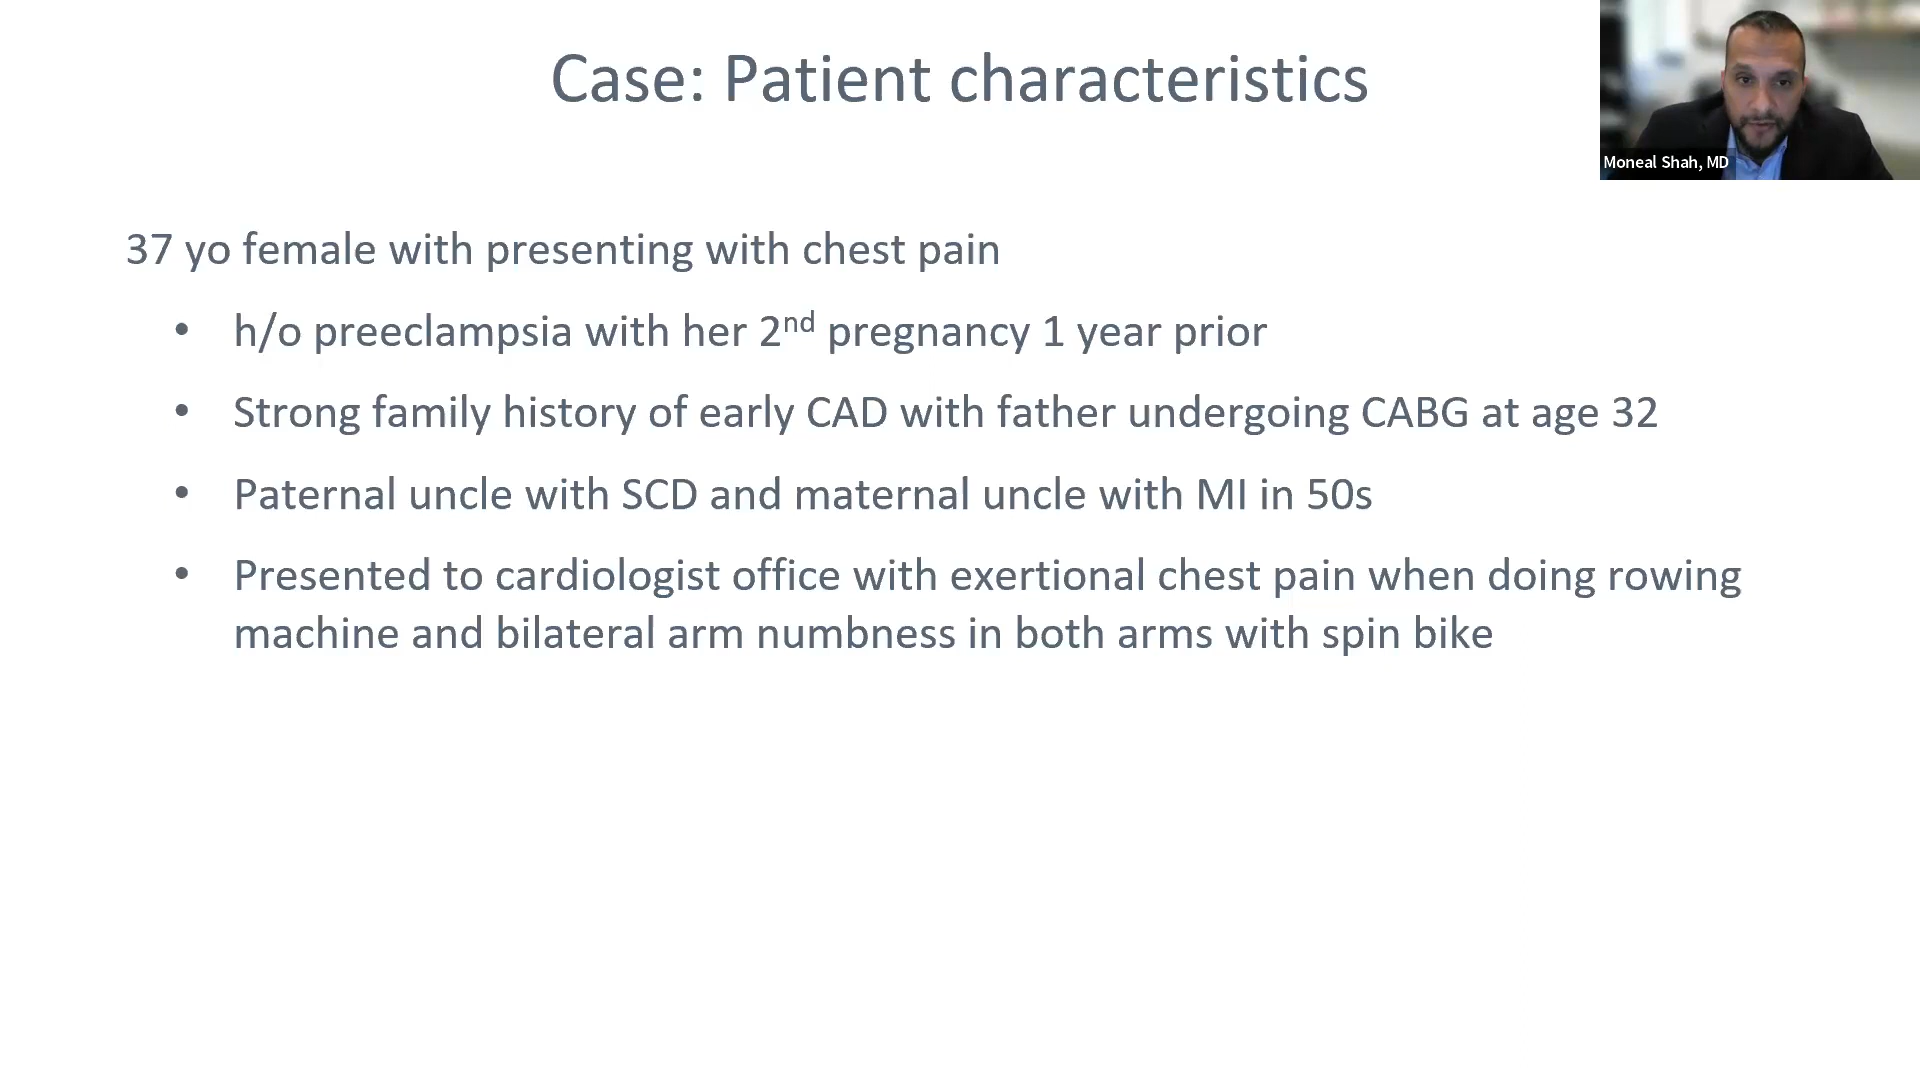 Case: Patient characteristics
Moneal Shah, MD
37 yo female with presenting with chest pain
• h/o preeclampsia with her 2nd pregnancy 1 year prior
• Strong family history of early CAD with father undergoing CABG at age 32
• Paternal uncle with SCD and maternal uncle with MI in 50s
• Presented to cardiologist office with exertional chest pain when doing rowing
machine and bilateral arm numbness in both arms with spin bike